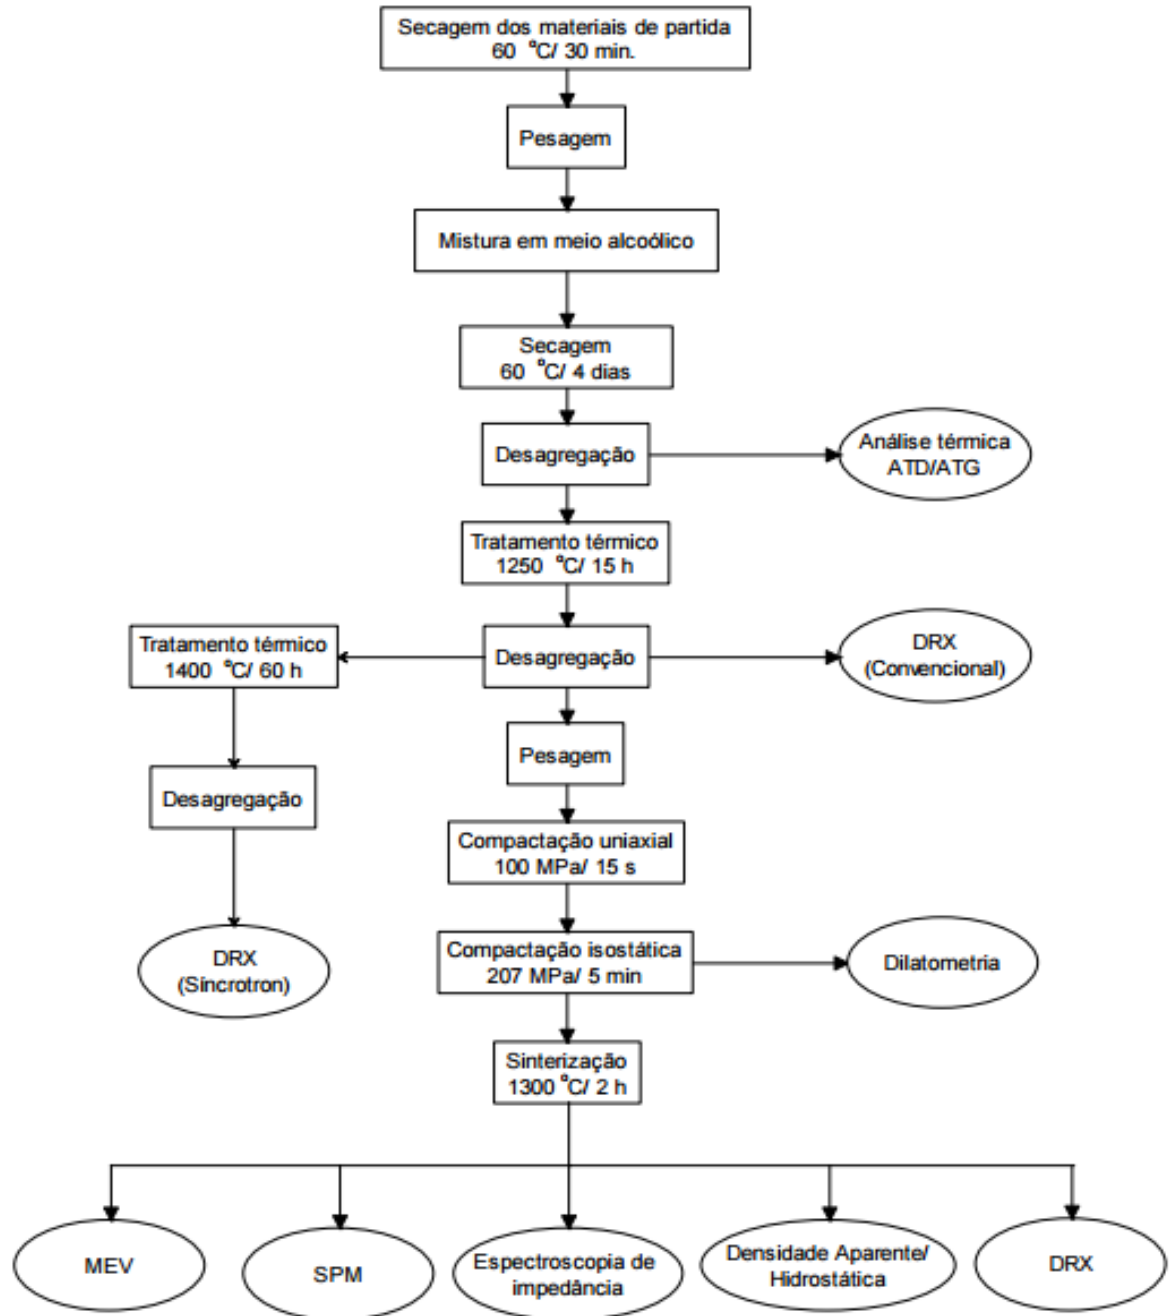 Secagem dos materiais de partida
60 °C/ 30 min.
Pesagem
Mistura em meio alcoólico
Secagem
60 °C/ 4 dias
Desagregação
Análise térmica
ATD/ATG
Tratamento térmico
1250 °C/ 15 h
Tratamento térmico
1400 °C/ 60 h
Desagregação
DRX
(Convencional)
Pesagem
Desagregação
Compactação uniaxial
100 MPa/ 15 s
DRX
(Síncrotron)
Compactação isostática
207 MPa/ 5 min
Dilatometria
Sinterização
1300 °C/ 2 h
MEV
SPM
Espectroscopia de
impedância
Densidade Aparente/
Hidrostática
DRX